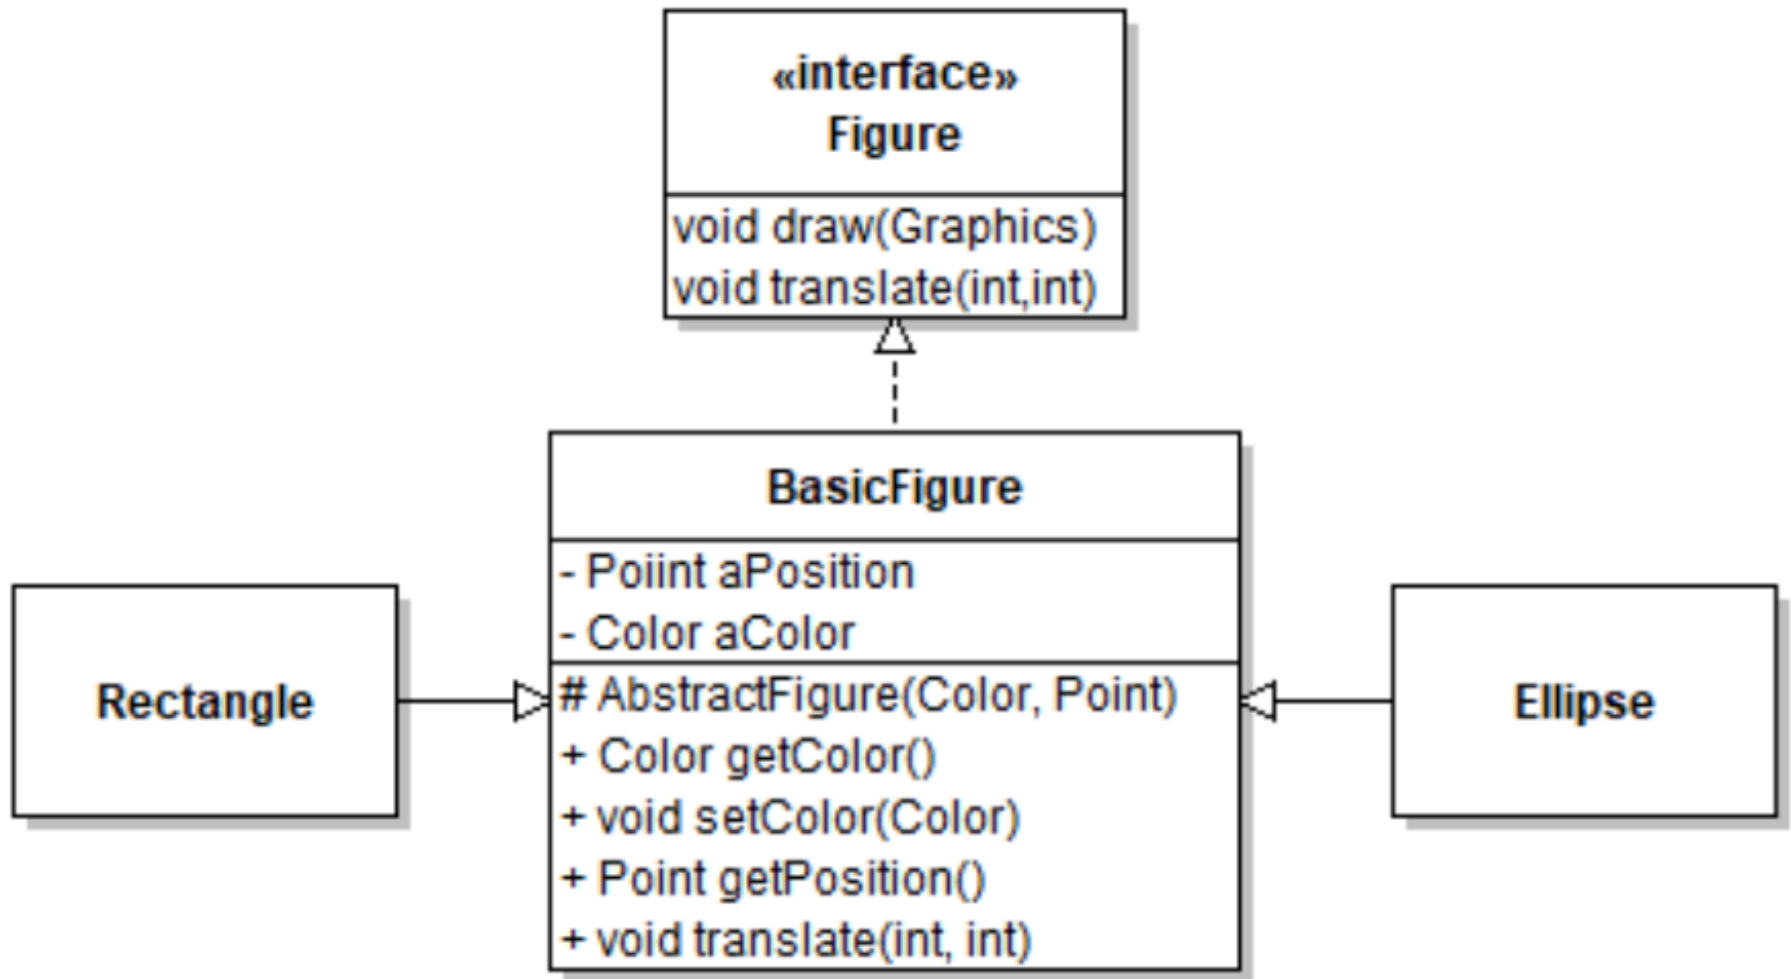 «interface»
Figure
void draw(Graphics)
void translate(int,int)
BasicFigure
- Poiint aPosition
- Color aColor
# AbstractFigure(Color, Point)
+ Color getColor()
+ void setColor(Color)
+ Point getPosition()
+ void translate(int, int)
Rectangle
Ellipse